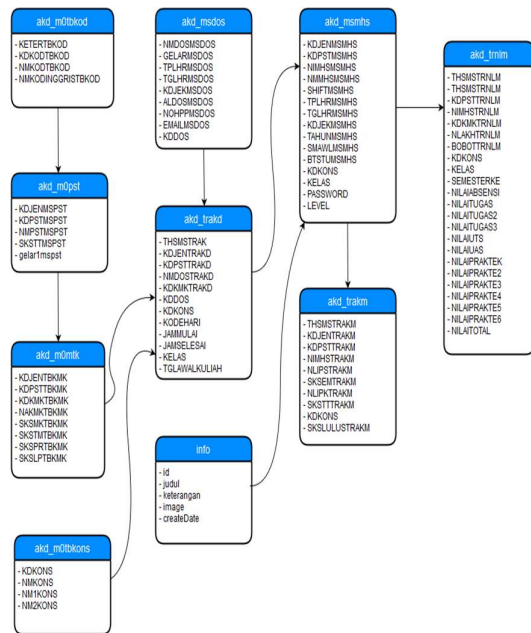 akd_m0tbkod
- KETERTBKOD
- KDKODTBKOD
- NMKODTBKOD
- NMKODINGGRISTBKOD
akd_m0pst
- KDJENMSPST
- KDPSTMSPST
- NMPSTMSPST
- SKSTTMSPST
- gelar1mspst
akd_m0mtk
- KDJENTBKMK
- KDPSTTBKMK
- KDKMKTBKMK
- NAKMKTBKMK
- SKSMKTBKMK
- SKSTMTBKMK
- SKSPRTBKMK
- SKSLPTBKMK
akd_m0tbkons
- KDKONS
- NMKONS
- NM1KONS
- NM2KONS
akd_msdos
- NMDOSMSDOS
- GELARMSDOS
- TPLHRMSDOS
- TGLHRMSDOS
- KDJEKMSDOS
- ALDOSMSDOS
- NOHPPMSDOS
- EMAILMSDOS
- KDDOS
akd_trakd
- THSMSTRAK
- KDJENTRAKD
- KDPSTTRAKD
- NMDOSTRAKD
- KDKMKTRAKD
- KDDOS
- KDKONS
- KODEHARI
- JAMMULAI
- JAMSELESAI
- KELAS
- TGLAWALKULIAH
info
- id
- judul
- keterangan
- image
- createDate
akd_msmhs
- KDJENMSMHS
- KDPSTMSMHS
- NIMHSMSMHS
- NMMHSMSMHS
- SHIFTMSMHS
- TPLHRMSMHS
- TGLHRMSMHS
- KDJEKMSMHS
- TAHUNMSMHS
- SMAWLMSMHS
- BTSTUMSMHS
- KDKONS
- KELAS
- PASSWORD
- LEVEL
akd_trakm
- THSMSTRAKM
- KDJENTRAKM
- KDPSTTRAKM
- NIMHSTRAKM
- NLIPSTRAKM
- SKSEMTRAKM
- NLIPKTRAKM
- SKSTTTRAKM
- KDKONS
- SKSLULUSTRAKM
akd_trnlm
- THSMSTRNLM
- THSMSTRNLM
- KDPSTTRNLM
- NIMHSTRNLM
- KDKMKTRNLM
- NLAKHTRNLM
- BOBOTTRNLM
- KDKONS
- KELAS
- SEMESTERKE
- NILAIABSENSI
- NILAITUGAS
- NILAITUGAS2
- NILAITUGAS3
- NILAIUTS
- NILAIUAS
- NILAIPRAKTEK
- NILAIPRAKTE2
- NILAIPRAKTE3
- NILAIPRAKTE4
- NILAIPRAKTE5
- NILAIPRAKTE6
- NILAITOTAL